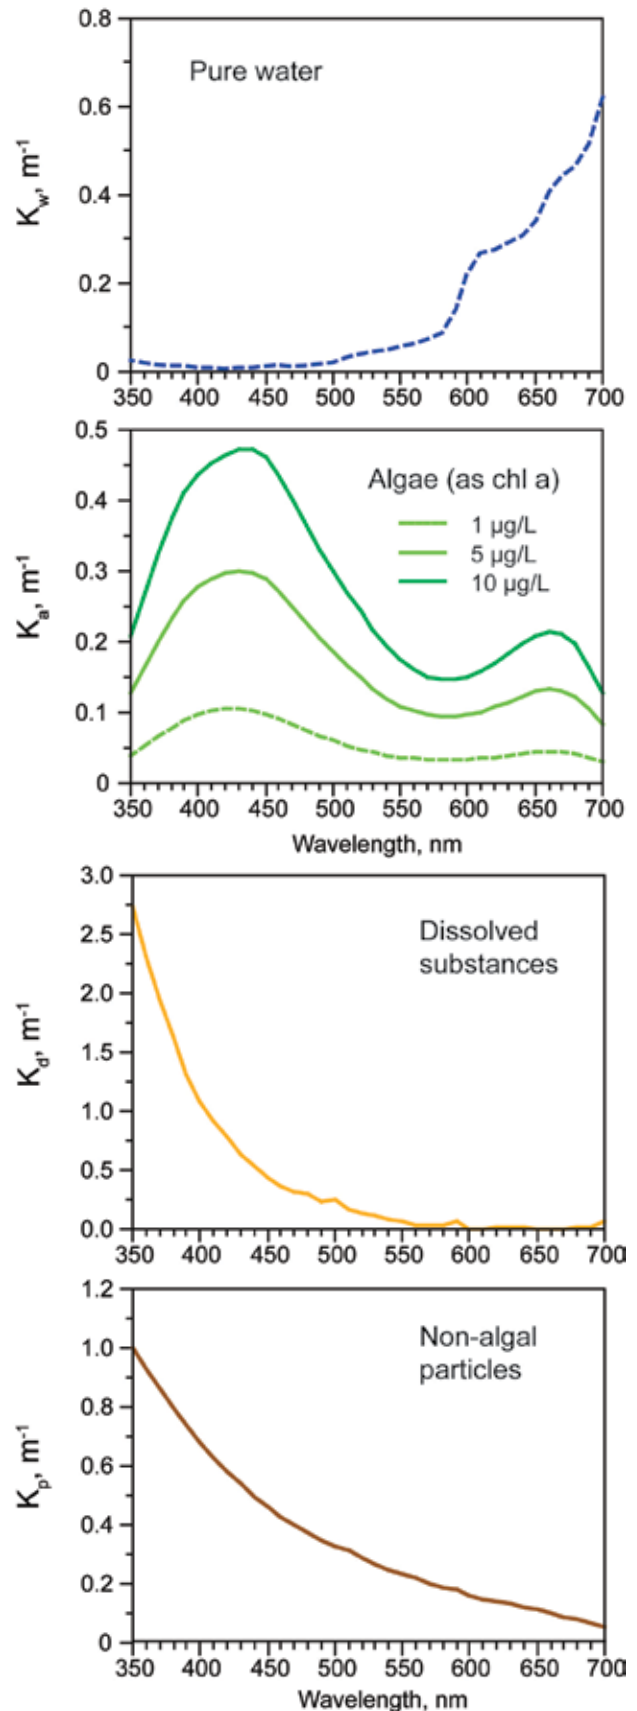 0.8
Pure water
0.6
K_w, m⁻¹
0.4
0.2
0
350 400 450 500 550 600 650 700
0.5
Algae (as chl a)
0.4
1 µg/L
5 µg/L
0.3
10 µg/L
K_a, m⁻¹
0.2
0.1
0
350 400 450 500 550 600 650 700
Wavelength, nm
3.0
Dissolved
substances
2.5
2.0
K_d, m⁻¹
1.5
1.0
0.5
0.0
350 400 450 500 550 600 650 700
1.2
Non-algal
particles
1.0
0.8
K_p, m⁻¹
0.6
0.4
0.2
0
350 400 450 500 550 600 650 700
Wavelength, nm